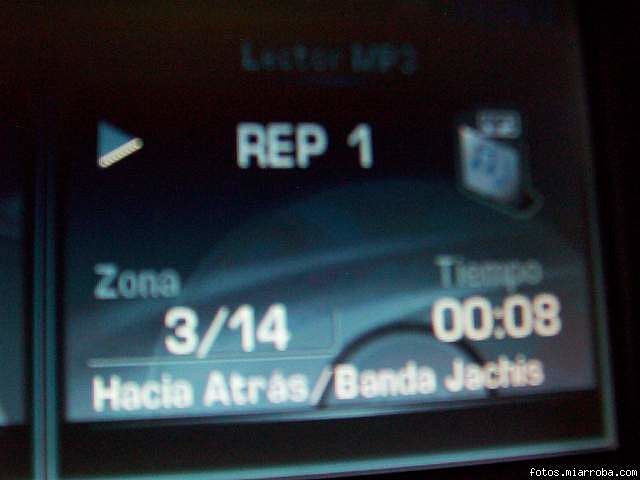 Lector MP3
REP 1
Zona
Tiempo
3/14
00:08
Hacia Atrás/Banda Jachis
fotos.miarroba.com